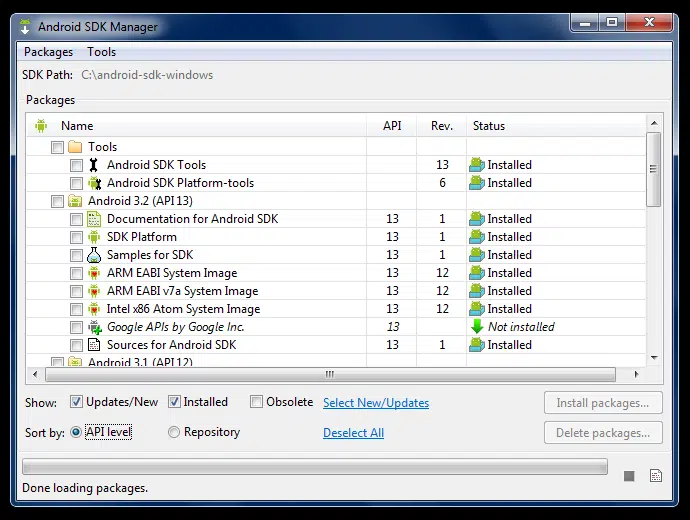 Android SDK Manager
Packages Tools
SDK Path: C:\android-sdk-windows
Packages
Name API Rev. Status
Tools
Android SDK Tools 13 Installed
Android SDK Platform-tools 6 Installed
Android 3.2 (API 13)
Documentation for Android SDK 13 1 Installed
SDK Platform 13 1 Installed
Samples for SDK 13 1 Installed
ARM EABI System Image 13 12 Installed
ARM EABI v7a System Image 13 12 Installed
Intel x86 Atom System Image 13 12 Installed
Google APIs by Google Inc. 13 Not installed
Sources for Android SDK 13 1 Installed
Android 3.1 (API 12)
Show: Updates/New Installed Obsolete Select New/Updates Install packages...
Sort by: API level Repository Deselect All Delete packages...
Done loading packages.